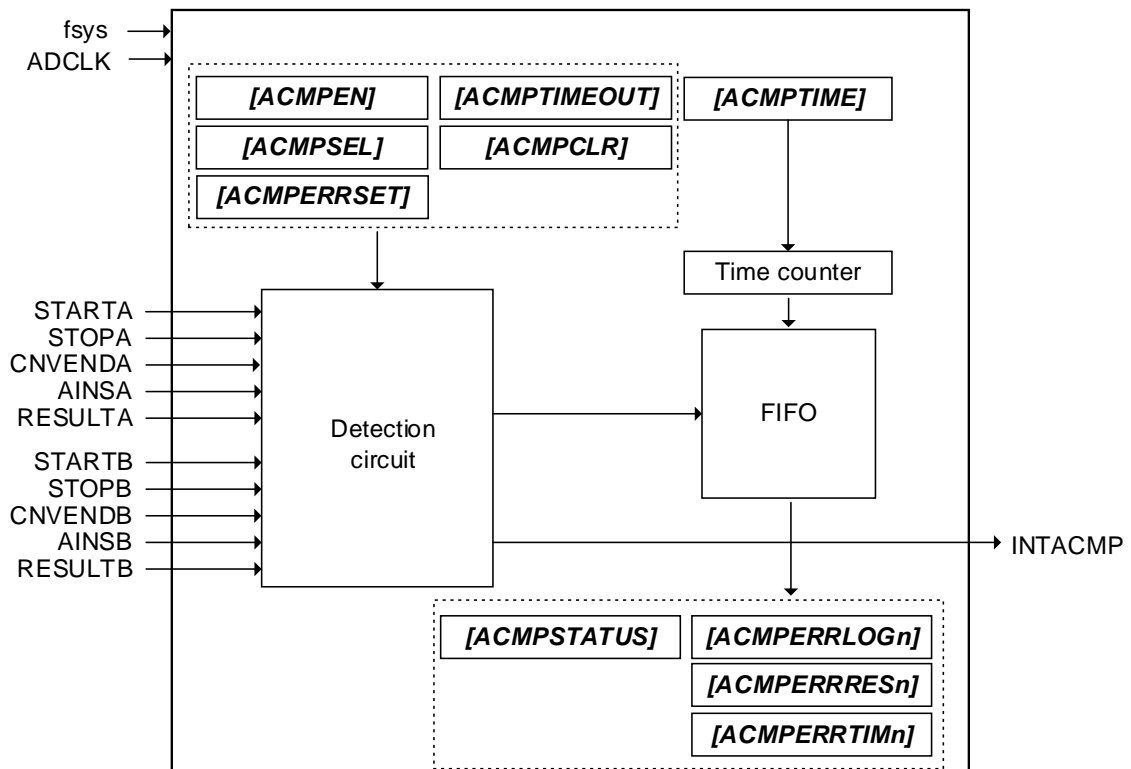 fsys
ADCLK
[ACMPEN]
[ACMPTIMEOUT]
[ACMPTIME]
[ACMPSEL]
[ACMPCLR]
[ACMPERRSET]
Time counter
STARTA
STOPA
CNVENDA
AINSA
RESULTA
STARTB
STOPB
CNVENDB
AINSB
RESULTB
Detection
circuit
FIFO
INTACMP
[ACMPSTATUS]
[ACMPERRLOGn]
[ACMPERRRESn]
[ACMPERRTIMn]